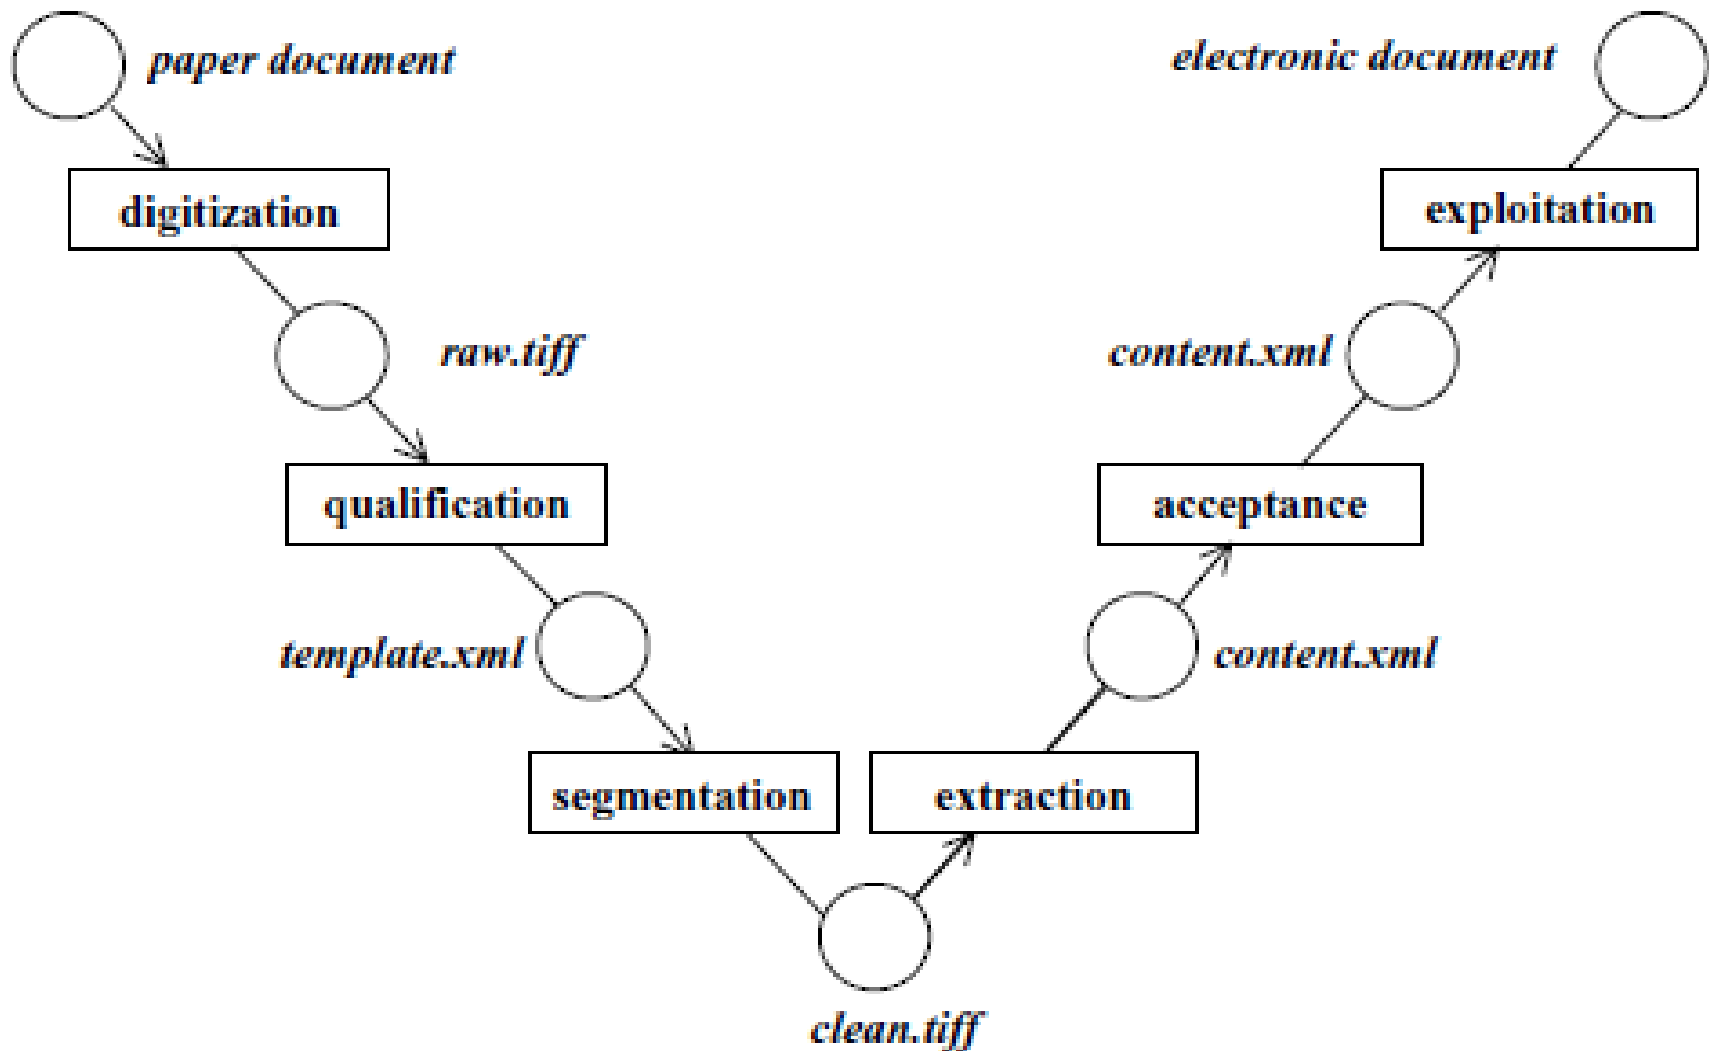 paper document
electronic document
digitization
exploitation
raw.tiff
content.xml
qualification
acceptance
template.xml
content.xml
segmentation
extraction
clean.tiff